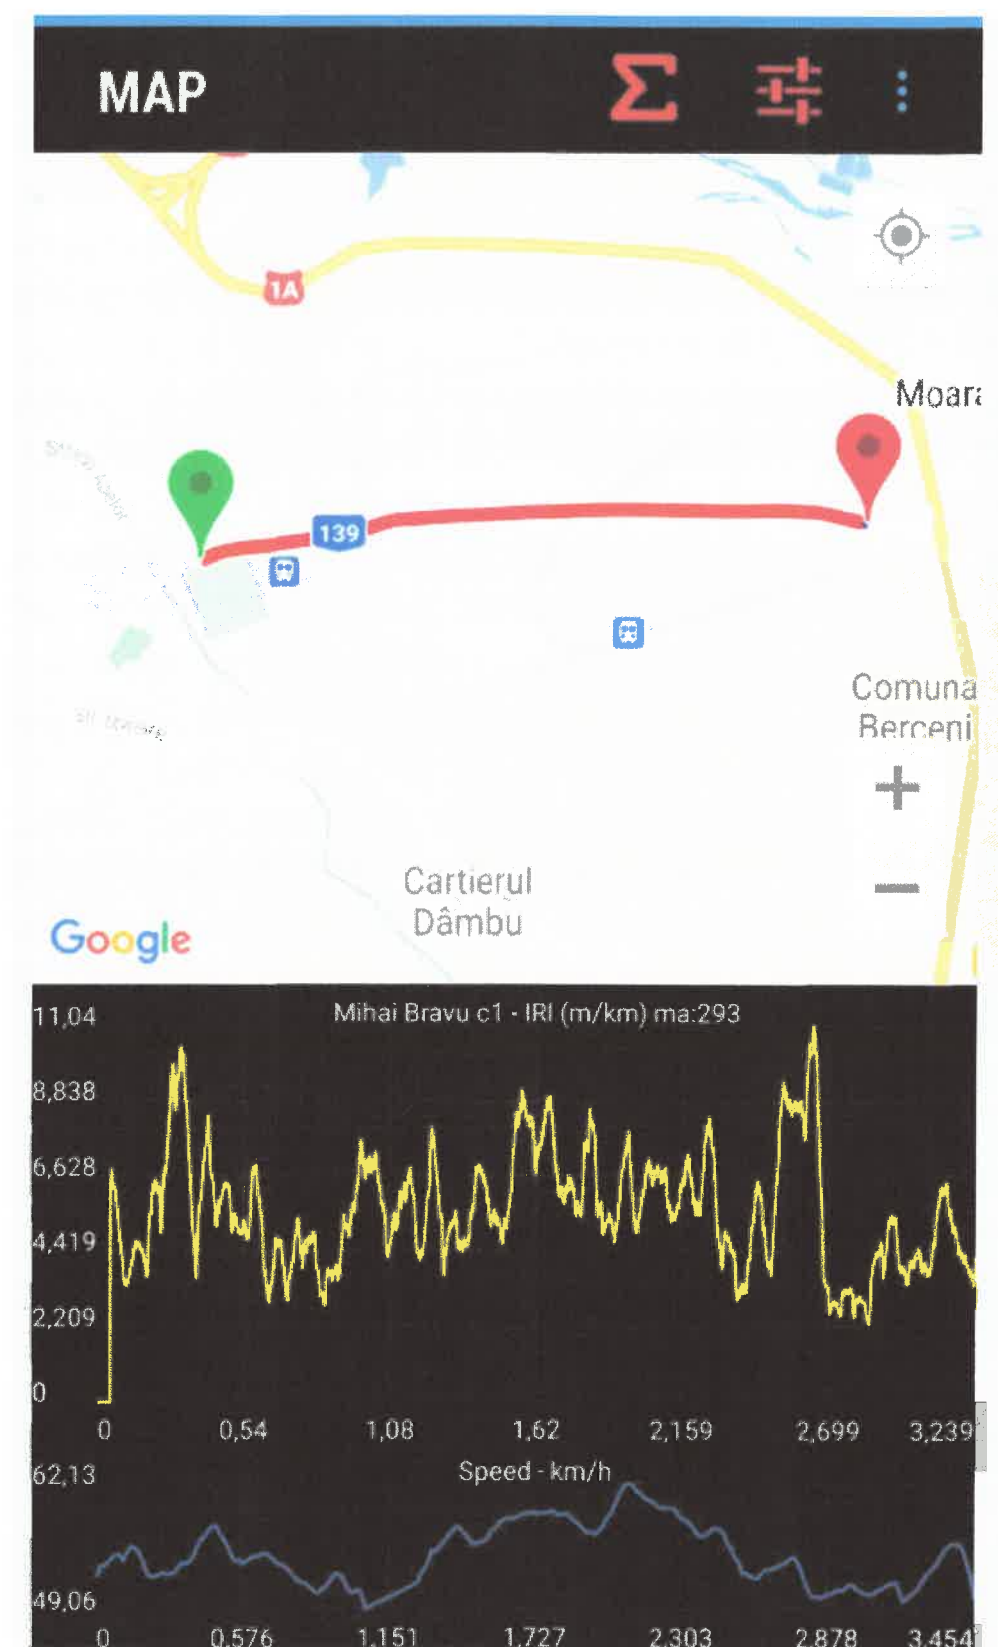 MAP
1A
Moara
139
Comuna
Berceni
Cartierul
Dâmbu
Google
Mihai Bravu c1 - IRI (m/km) ma:293
11,04
8,838
6,628
4,419
2,209
0
0 0,54 1,08 1,62 2,159 2,699 3,239
Speed - km/h
62,13
49,06
0 0,576 1,151 1,727 2,303 2,878 3,454